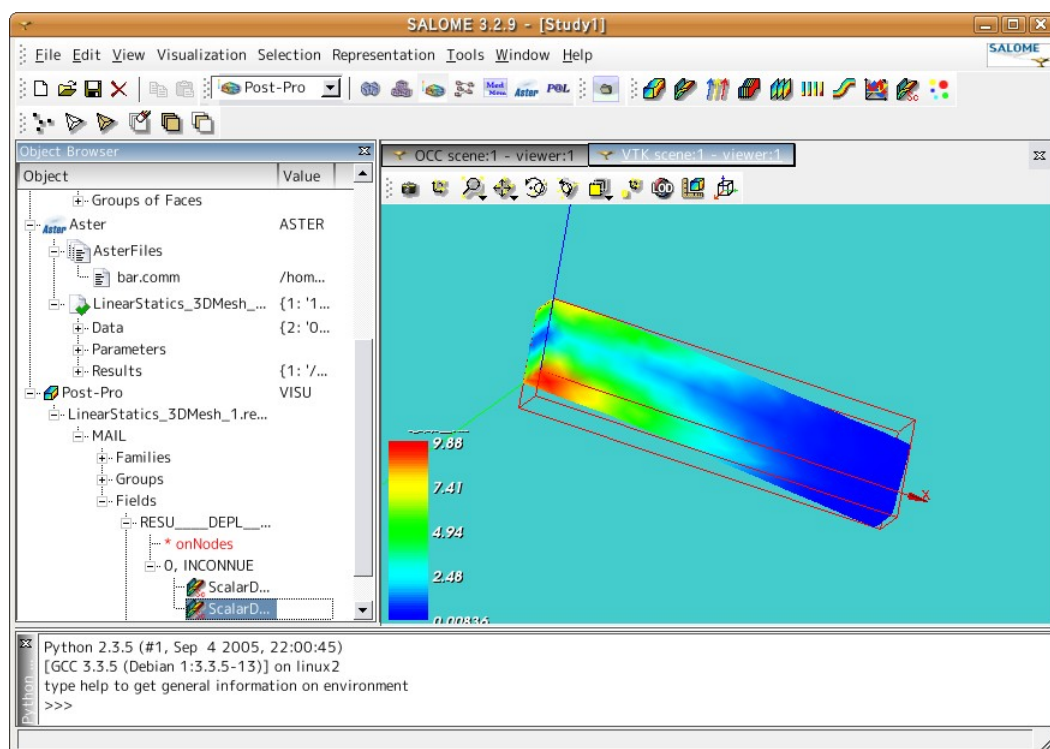 SALOME 3.2.9 - [Study1]
File Edit View Visualization Selection Representation Tools Window Help
SALOME
Post-Pro
Aster POL
Object Browser
OCC scene:1 - viewer:1 VTK scene:1 - viewer:1
Object Value
LOD
Groups of Faces
Aster Aster ASTER
AsterFiles
bar.comm /hom...
LinearStatics_3DMesh_... {1: '1...
Data {2: '0...
Parameters
Results {1: '/...
Post-Pro VISU
LinearStatics_3DMesh_1.re...
MAIL
Families
Groups
Fields
RESU____DEPL__...
* onNodes
0, INCONNUE
ScalarD...
ScalarD...
X
9.88
7.41
4.94
2.48
0.00836
Python 2.3.5 (#1, Sep 4 2005, 22:00:45)
[GCC 3.3.5 (Debian 1:3.3.5-13)] on linux2
type help to get general information on environment
>>>
Python